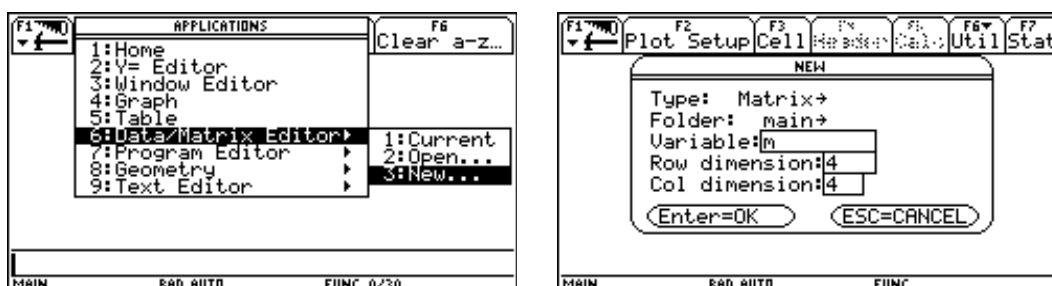 F1 APPLICATIONS F6
Clear a-z…
1:Home
2:Y= Editor
3:Window Editor
4:Graph
5:Table
6:Data/Matrix Editor
7:Program Editor
8:Geometry
9:Text Editor
1:Current
2:Open...
3:New...
MAIN RAD AUTO FUNC 0/30
F1 F2 F3 F6 F7
Plot Setup Cell Util Stat
NEW
Type: Matrix→
Folder: main→
Variable: m
Row dimension: 4
Col dimension: 4
Enter=OK ESC=CANCEL
MAIN RAD AUTO FUNC